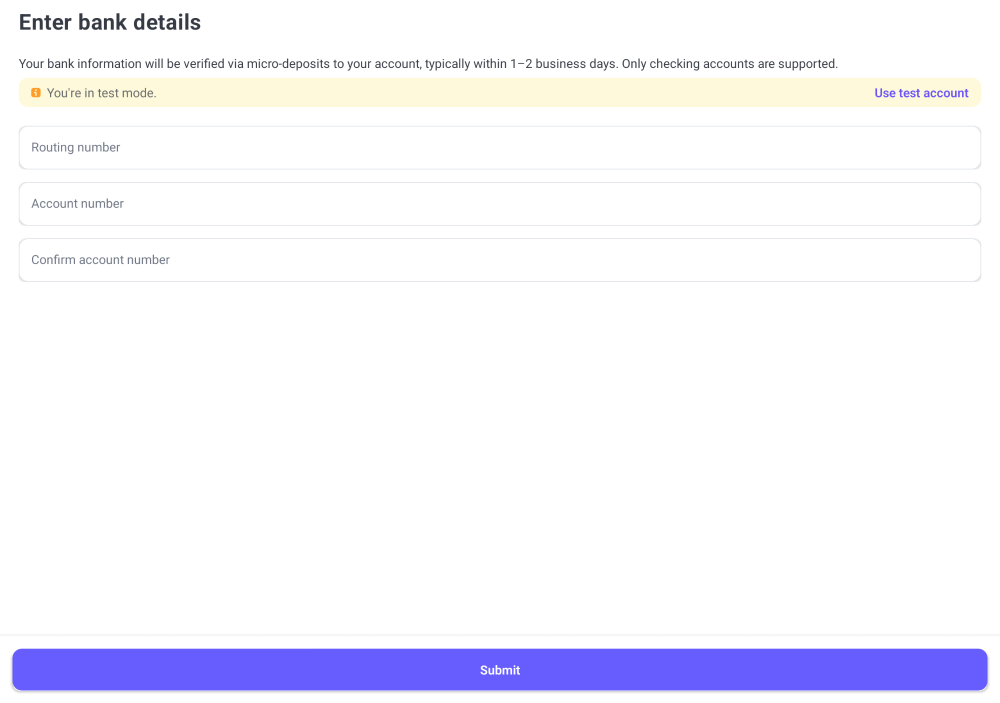 Enter bank details
Your bank information will be verified via micro-deposits to your account, typically within 1–2 business days. Only checking accounts are supported.
You're in test mode.
Use test account
Routing number
Account number
Confirm account number
Submit